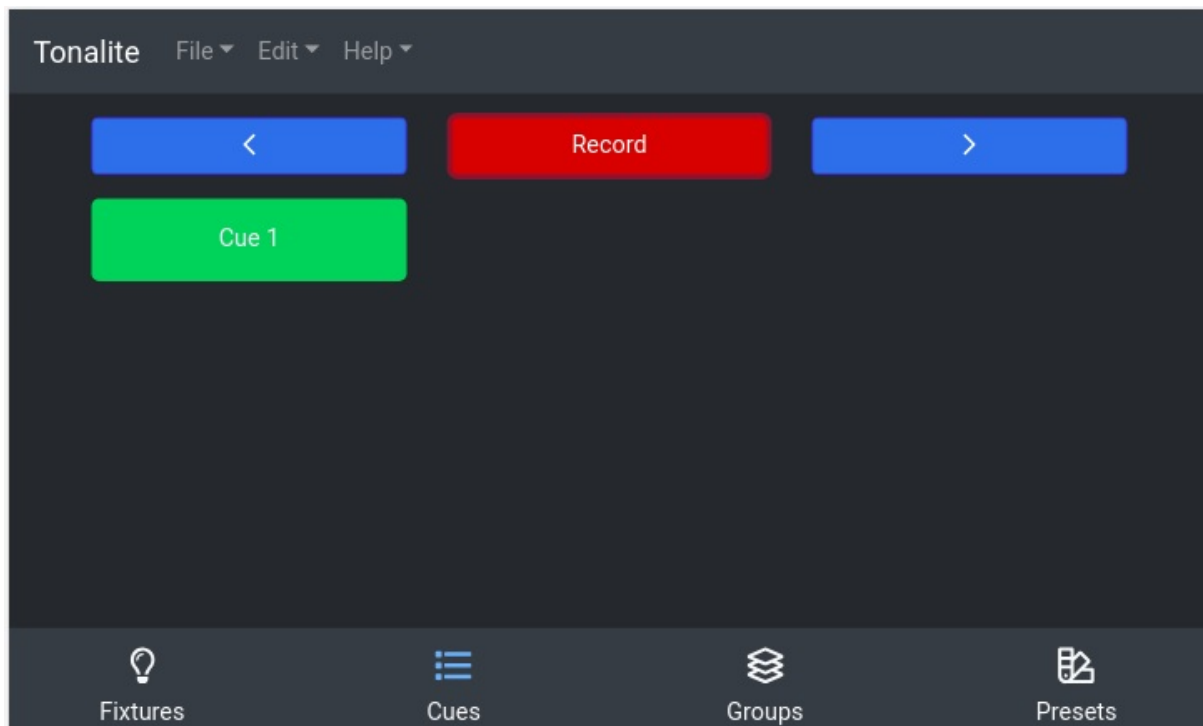 Tonalite File Edit Help
< Record >
Cue 1
Fixtures Cues Groups Presets